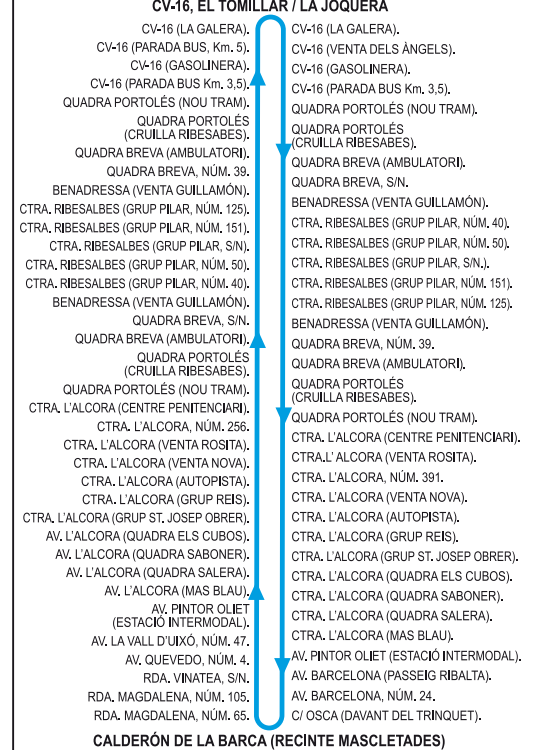 CV-16, EL TOMILLAR / LA JOQUERA
CV-16 (LA GALERA).
CV-16 (PARADA BUS, Km. 5).
CV-16 (GASOLINERA).
CV-16 (PARADA BUS Km. 3,5).
QUADRA PORTOLÉS (NOU TRAM).
QUADRA PORTOLÉS
(CRUILLA RIBESABES).
QUADRA BREVA (AMBULATORI).
QUADRA BREVA, NÚM. 39.
BENADRESSA (VENTA GUILLAMÓN).
CTRA. RIBESALBES (GRUP PILAR, NÚM. 125).
CTRA. RIBESALBES (GRUP PILAR, NÚM. 151).
CTRA. RIBESALBES (GRUP PILAR, S/N).
CTRA. RIBESALBES (GRUP PILAR, NÚM. 50).
CTRA. RIBESALBES (GRUP PILAR, NÚM. 40).
BENADRESSA (VENTA GUILLAMÓN).
QUADRA BREVA, S/N.
QUADRA BREVA (AMBULATORI).
QUADRA PORTOLÉS
(CRUILLA RIBESABES).
QUADRA PORTOLÉS (NOU TRAM).
CTRA. L'ALCORA (CENTRE PENITENCIARI).
CTRA. L'ALCORA, NÚM. 256.
CTRA. L'ALCORA (VENTA ROSITA).
CTRA. L'ALCORA (VENTA NOVA).
CTRA. L'ALCORA (AUTOPISTA).
CTRA. L'ALCORA (GRUP REIS).
CTRA. L'ALCORA (GRUP ST. JOSEP OBRER).
AV. L'ALCORA (QUADRA ELS CUBOS).
AV. L'ALCORA (QUADRA SABONER).
AV. L'ALCORA (QUADRA SALERA).
AV. L'ALCORA (MAS BLAU).
AV. PINTOR OLIET
(ESTACIÓ INTERMODAL).
AV. LA VALL D'UIXÓ, NÚM. 47.
AV. QUEVEDO, NÚM. 4.
RDA. VINATEA, S/N.
RDA. MAGDALENA, NÚM. 105.
RDA. MAGDALENA, NÚM. 65.
CV-16 (LA GALERA).
CV-16 (VENTA DELS ÀNGELS).
CV-16 (GASOLINERA).
CV-16 (PARADA BUS Km. 3,5).
QUADRA PORTOLÉS (NOU TRAM).
QUADRA PORTOLÉS
(CRUILLA RIBESABES).
QUADRA BREVA (AMBULATORI).
QUADRA BREVA, S/N.
BENADRESSA (VENTA GUILLAMÓN).
CTRA. RIBESALBES (GRUP PILAR, NÚM. 40).
CTRA. RIBESALBES (GRUP PILAR, NÚM. 50).
CTRA. RIBESALBES (GRUP PILAR, S/N.).
CTRA. RIBESALBES (GRUP PILAR, NÚM. 151).
CTRA. RIBESALBES (GRUP PILAR, NÚM. 125).
BENADRESSA (VENTA GUILLAMÓN).
QUADRA BREVA, NÚM. 39.
QUADRA BREVA (AMBULATORI).
QUADRA PORTOLÉS
(CRUILLA RIBESABES).
QUADRA PORTOLÉS (NOU TRAM).
CTRA. L'ALCORA (CENTRE PENITENCIARI).
CTRA.L' ALCORA (VENTA ROSITA).
CTRA. L'ALCORA, NÚM. 391.
CTRA. L'ALCORA (VENTA NOVA).
CTRA. L'ALCORA (AUTOPISTA).
CTRA. L'ALCORA (GRUP REIS).
CTRA. L'ALCORA (GRUP ST. JOSEP OBRER).
CTRA. L'ALCORA (QUADRA ELS CUBOS).
CTRA. L'ALCORA (QUADRA SABONER).
CTRA. L'ALCORA (QUADRA SALERA).
CTRA. L'ALCORA (MAS BLAU).
AV. PINTOR OLIET (ESTACIÓ INTERMODAL).
AV. BARCELONA (PASSEIG RIBALTA).
AV. BARCELONA, NÚM. 24.
C/ OSCA (DAVANT DEL TRINQUET).
CALDERÓN DE LA BARCA (RECINTE MASCLETADES)